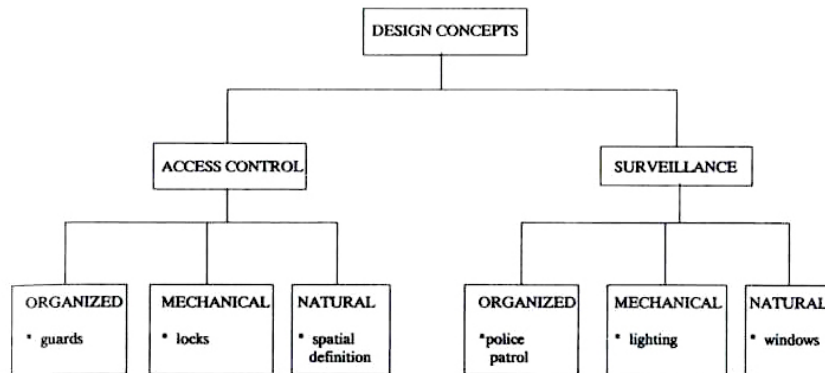 DESIGN CONCEPTS
ACCESS CONTROL
SURVEILLANCE
ORGANIZED
* guards
MECHANICAL
* locks
NATURAL
* spatial
definition
ORGANIZED
*police
patrol
MECHANICAL
* lighting
NATURAL
* windows